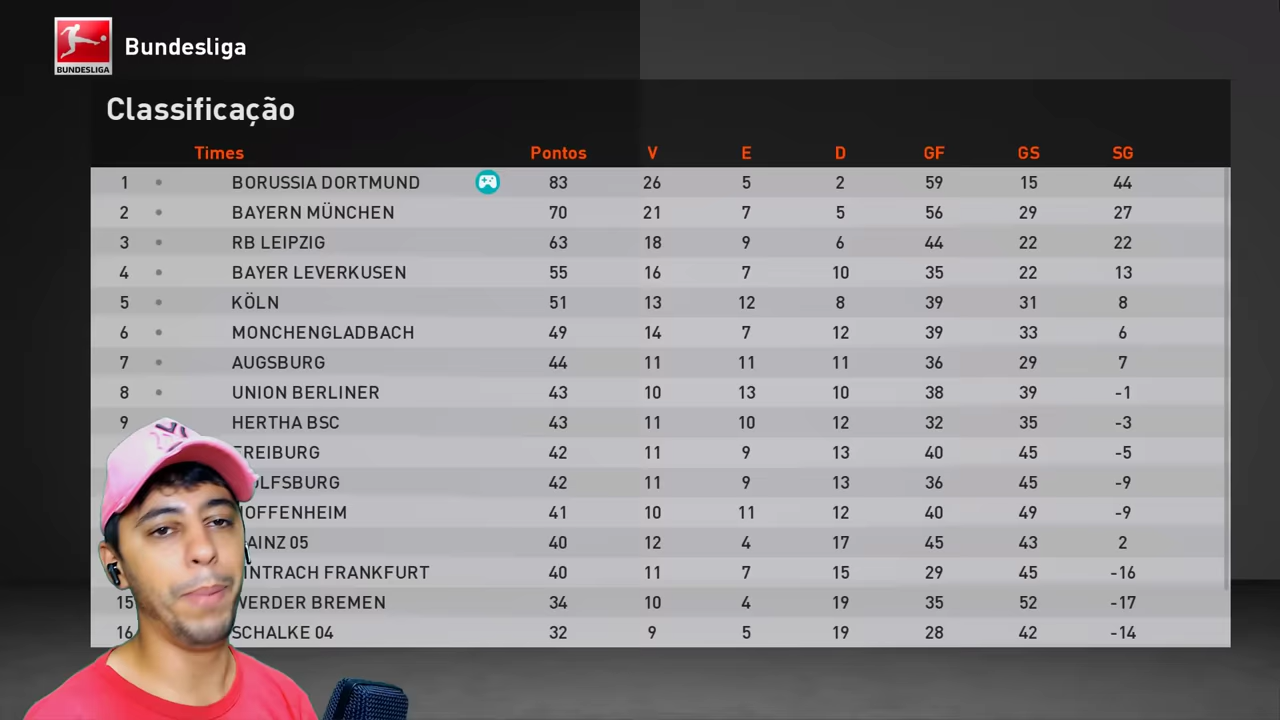 Bundesliga
BUNDESLIGA
Classificação
Times Pontos V E D GF GS SG
1 BORUSSIA DORTMUND 83 26 5 2 59 15 44
2 BAYERN MÜNCHEN 70 21 7 5 56 29 27
3 RB LEIPZIG 63 18 9 6 44 22 22
4 BAYER LEVERKUSEN 55 16 7 10 35 22 13
5 KÖLN 51 13 12 8 39 31 8
6 MONCHENGLADBACH 49 14 7 12 39 33 6
7 AUGSBURG 44 11 11 11 36 29 7
8 UNION BERLINER 43 10 13 10 38 39 -1
9 HERTHA BSC 43 11 10 12 32 35 -3
FREIBURG 42 11 9 13 40 45 -5
OLFSBURG 42 11 9 13 36 45 -9
HOFFENHEIM 41 10 11 12 40 49 -9
AINZ 05 40 12 4 17 45 43 2
INTRACH FRANKFURT 40 11 7 15 29 45 -16
15 WERDER BREMEN 34 10 4 19 35 52 -17
16 SCHALKE 04 32 9 5 19 28 42 -14